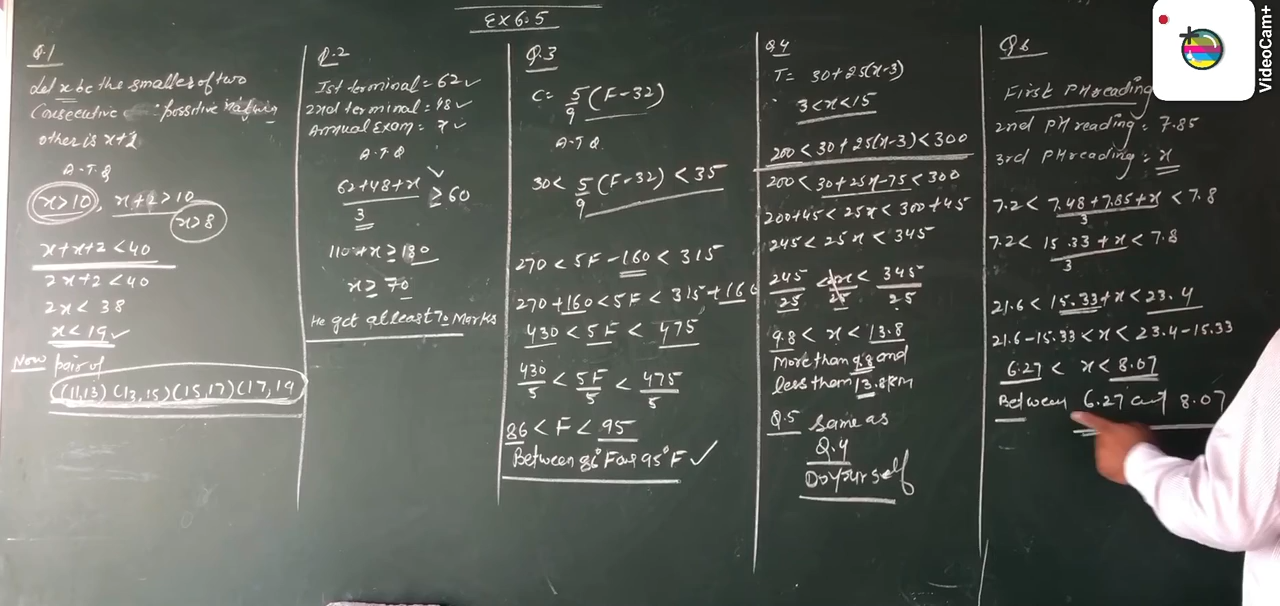 EX 6.5
Q.1
Let x be the smaller of two
Consecutive possitive
other is x+2
A.T.Q
x>10, x+2>10
x>8
x+x+2<40
2x+2<40
2x<38
x<19✓
Now pair of
(11,13) (13,15) (15,17) (17,19
Q.2
Ist terminal = 62✓
2nd terminal = 48✓
Annual Exam = x✓
A.T.Q
62+48+x/3 ≥ 60
110+x ≥ 180
x ≥ 70
He get at least 70 Marks
Q.3
C = 5/9 (F-32)
A.T.Q.
30 < 5/9 (F-32) < 35
270 < 5F-160 < 315
270+160 < 5F < 315+160
430 < 5F < 475
430/5 < 5F/5 < 475/5
86 < F < 95
Between 86°F and 95°F ✓
Q.4
T = 30+25(x-3)
3<x<15
200 < 30+25(x-3) < 300
200 < 30+25x-75 < 300
200+45 < 25x < 300+45
245 < 25x < 345
245/25 < 25x/25 < 345/25
9.8 < x < 13.8
More than 9.8 and
less than 13.8 km
Q.5 Same as
Q.4
Do yourself
Q6
First PH reading
2nd PH reading = 7.85
3rd PH reading = x
7.2 < 7.48+7.85+x/3 < 7.8
7.2 < 15.33+x/3 < 7.8
21.6 < 15.33+x < 23.4
21.6-15.33 < x < 23.4-15.33
6.27 < x < 8.07
Between 6.27 and 8.07
VideoCam+